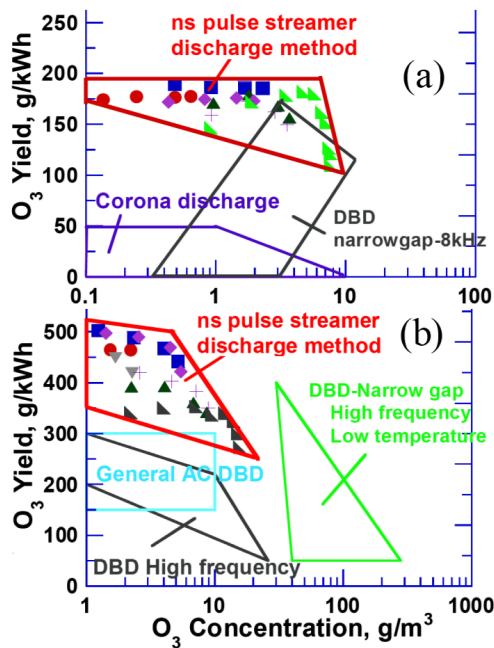 (a)
ns pulse streamer
discharge method
O3 Yield, g/kWh
250
200
150
100
50
0
Corona discharge
DBD
narrowgap-8kHz
0.1
1
10
100
(b)
ns pulse streamer
discharge method
O3 Yield, g/kWh
500
400
300
200
100
0
DBD-Narrow gap
High frequency
Low temperature
General AC DBD
DBD High frequency
1
10
100
1000
O3 Concentration, g/m3